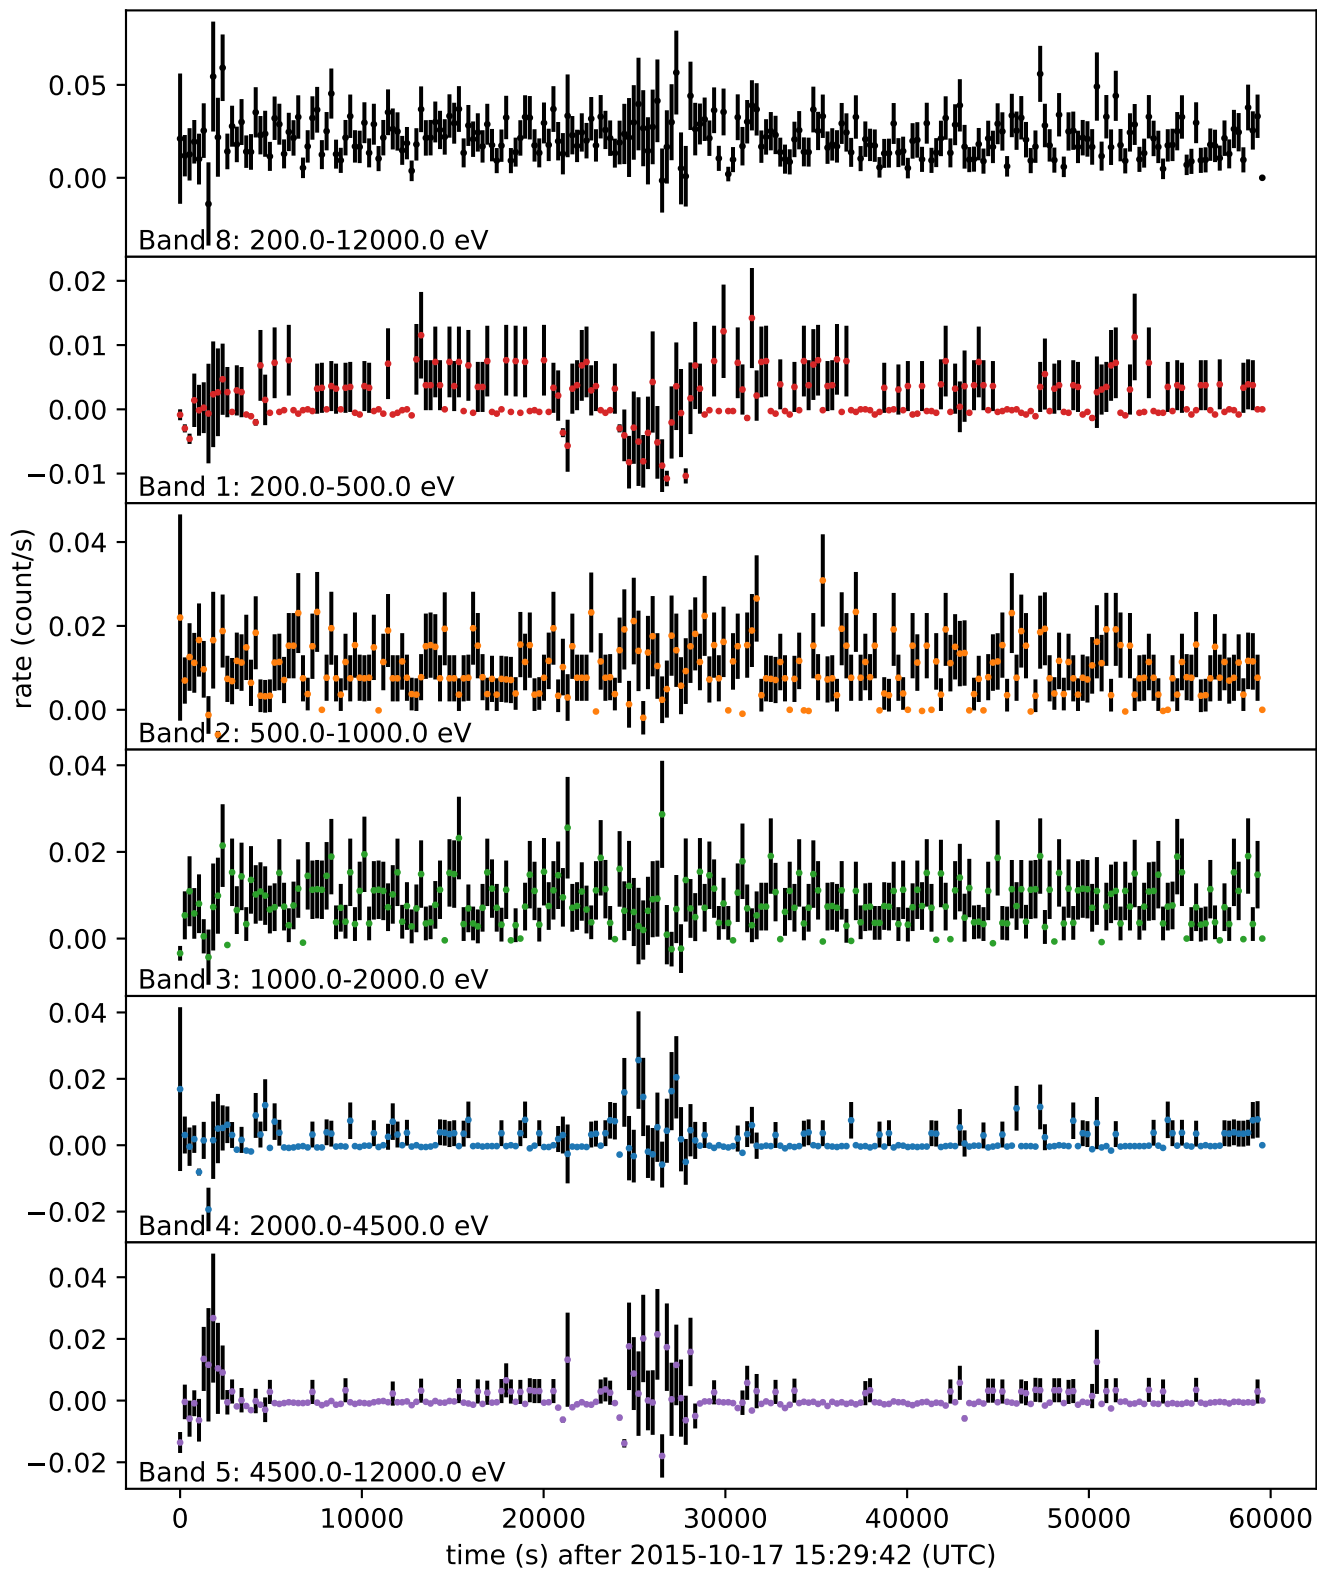 0.05
0.00
Band 8: 200.0-12000.0 eV
0.02
0.01
0.00
−0.01
Band 1: 200.0-500.0 eV
0.04
0.02
0.00
Band 2: 500.0-1000.0 eV
rate (count/s)
0.04
0.02
0.00
Band 3: 1000.0-2000.0 eV
0.04
0.02
0.00
−0.02
Band 4: 2000.0-4500.0 eV
0.04
0.02
0.00
−0.02
Band 5: 4500.0-12000.0 eV
0 10000 20000 30000 40000 50000 60000
time (s) after 2015-10-17 15:29:42 (UTC)